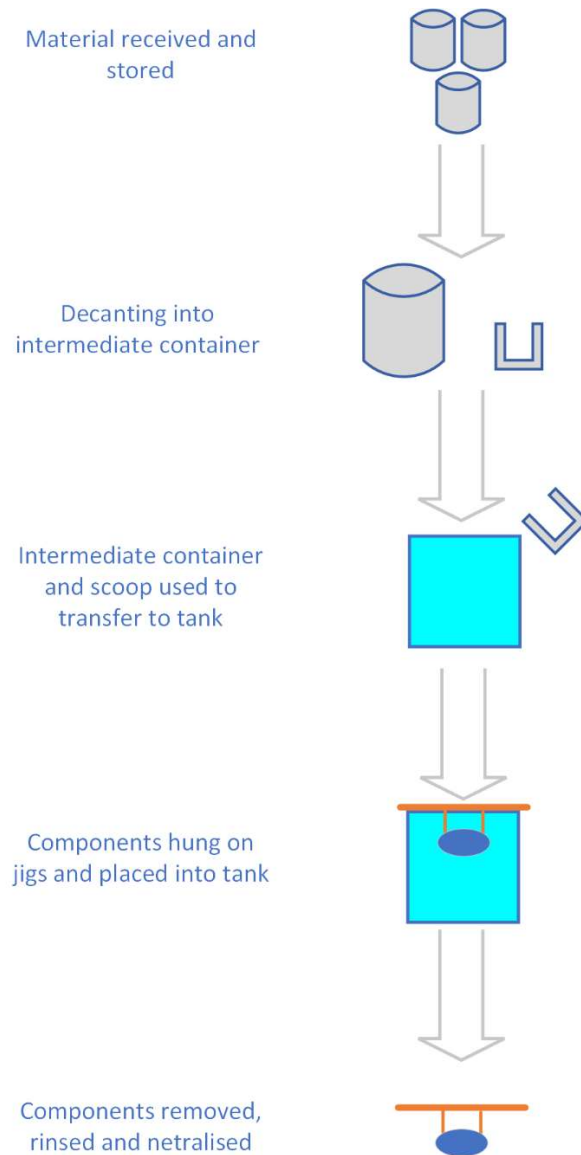 Material received and
stored
Decanting into
intermediate container
Intermediate container
and scoop used to
transfer to tank
Components hung on
jigs and placed into tank
Components removed,
rinsed and netralised